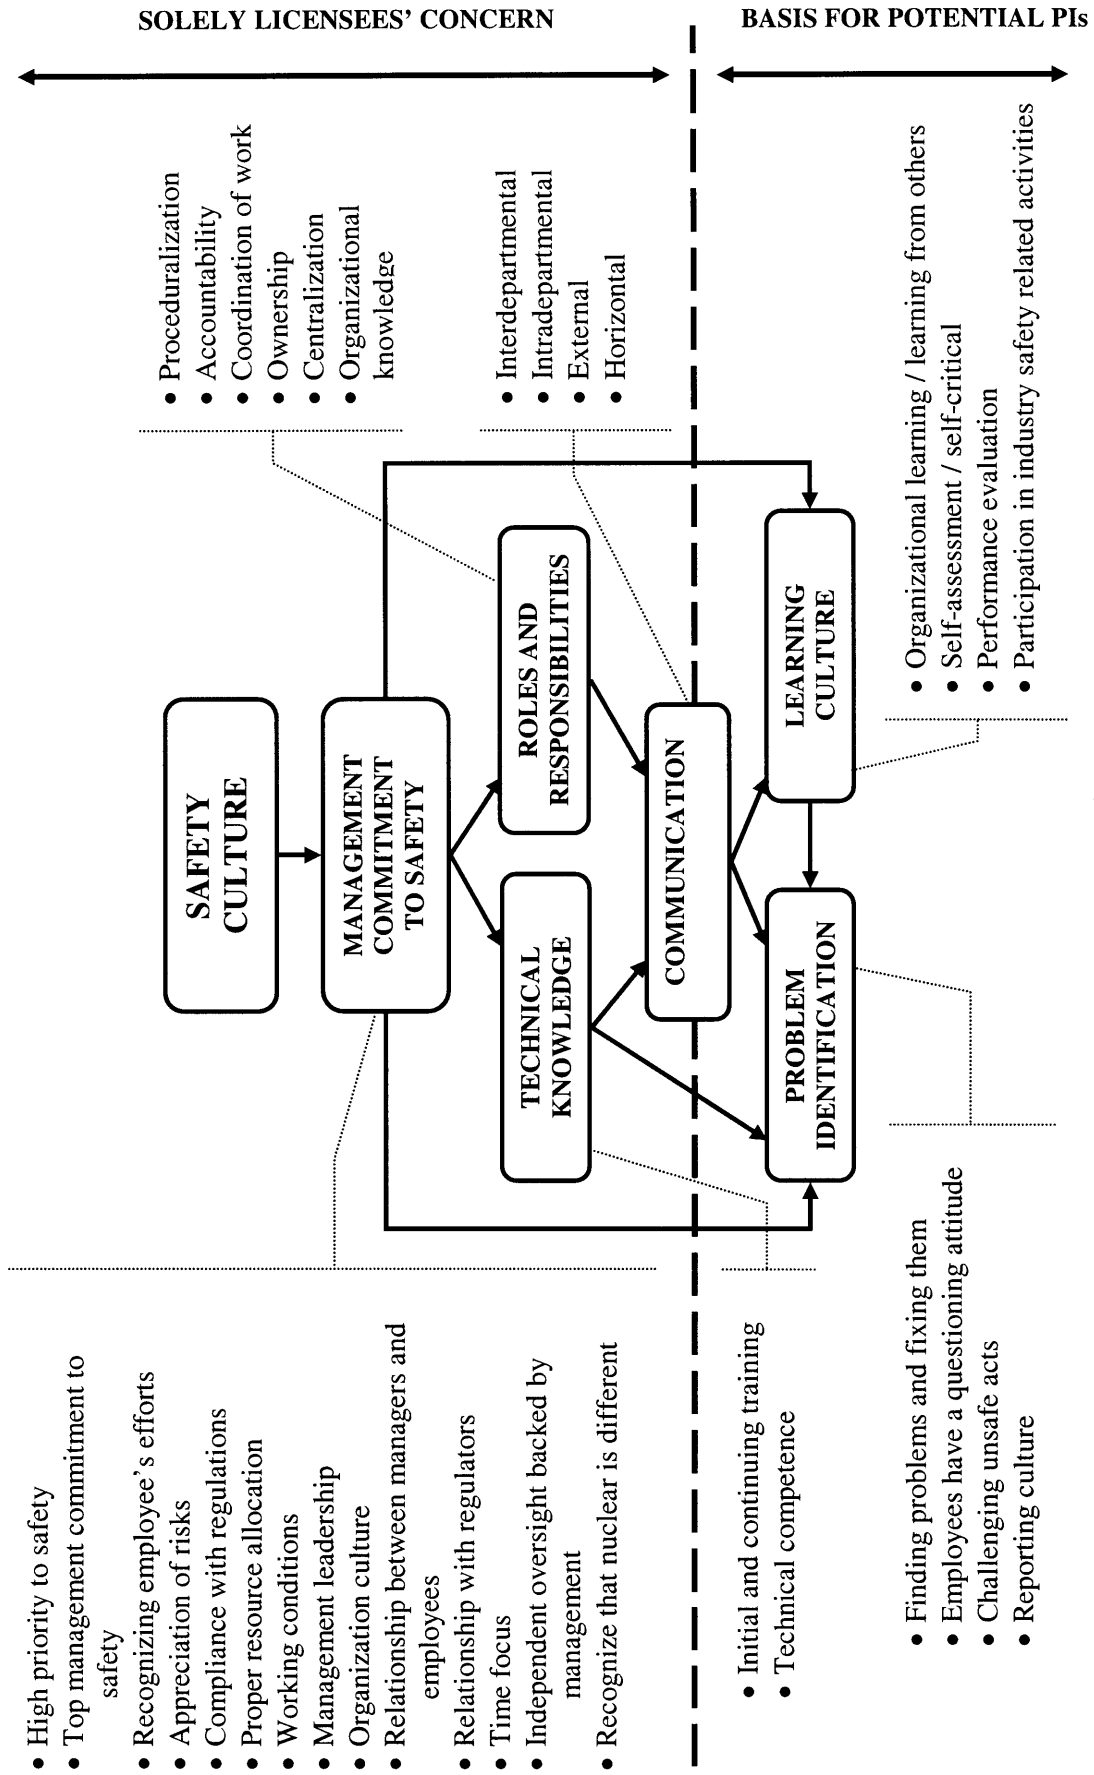 SOLELY LICENSEES’ CONCERN
BASIS FOR POTENTIAL PIs
SAFETY
CULTURE
MANAGEMENT
COMMITMENT
TO SAFETY
• High priority to safety
• Top management commitment to
safety
• Recognizing employee’s efforts
• Appreciation of risks
• Compliance with regulations
• Proper resource allocation
• Working conditions
• Management leadership
• Organization culture
• Relationship between managers and
employees
• Relationship with regulators
• Time focus
• Independent oversight backed by
management
• Recognize that nuclear is different
TECHNICAL
KNOWLEDGE
• Initial and continuing training
• Technical competence
ROLES AND
RESPONSIBILITIES
• Proceduralization
• Accountability
• Coordination of work
• Ownership
• Centralization
• Organizational
knowledge
COMMUNICATION
• Interdepartmental
• Intradepartmental
• External
• Horizontal
PROBLEM
IDENTIFICATION
• Finding problems and fixing them
• Employees have a questioning attitude
• Challenging unsafe acts
• Reporting culture
LEARNING
CULTURE
• Organizational learning / learning from others
• Self-assessment / self-critical
• Performance evaluation
• Participation in industry safety related activities